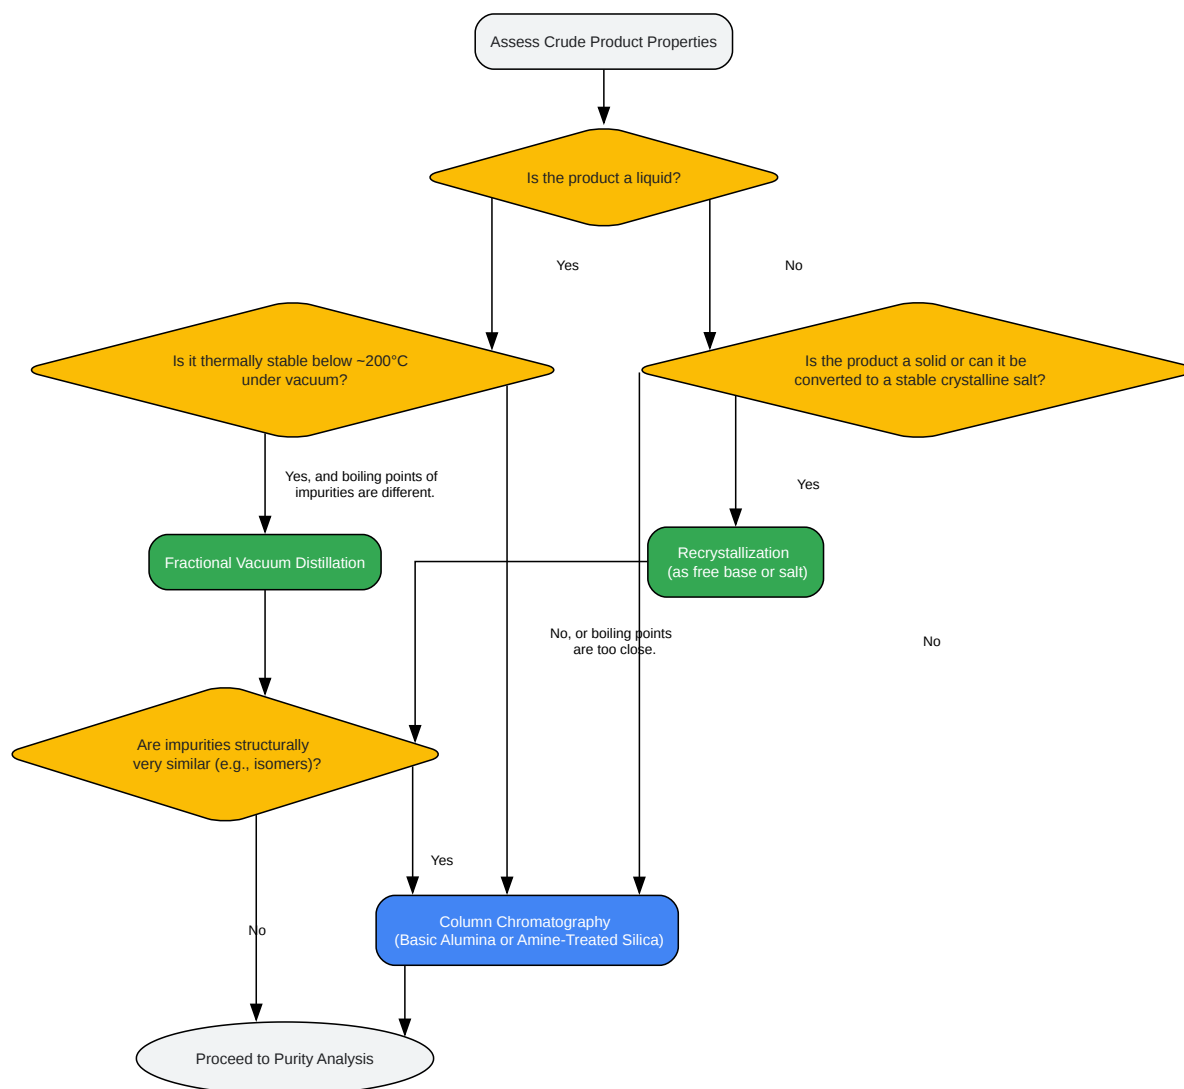 Assess Crude Product Properties
Is the product a liquid?
Yes
No
Is it thermally stable below ~200°C
under vacuum?
Is the product a solid or can it be
converted to a stable crystalline salt?
Yes, and boiling points of
impurities are different.
Yes
Fractional Vacuum Distillation
Recrystallization
(as free base or salt)
No, or boiling points
are too close.
No
Are impurities structurally
very similar (e.g., isomers)?
Yes
No
Column Chromatography
(Basic Alumina or Amine-Treated Silica)
Proceed to Purity Analysis